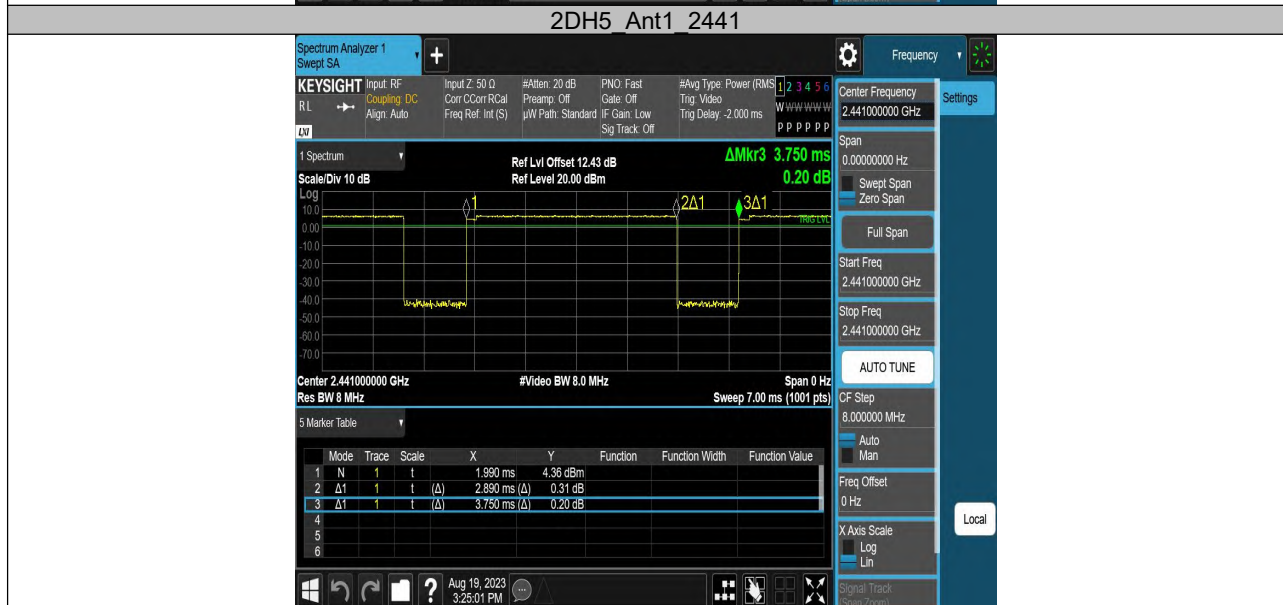 2DH5_Ant1_2441
Spectrum Analyzer 1
Swept SA
+
Frequency
KEYSIGHT
RL
LXI
Input: RF
Coupling: DC
Align: Auto
Input Z: 50 Ω
Corr CCorr RCal
Freq Ref: Int (S)
#Atten: 20 dB
Preamp: Off
µW Path: Standard
PNO: Fast
Gate: Off
IF Gain: Low
Sig Track: Off
#Avg Type: Power (RMS
Trig: Video
Trig Delay: -2.000 ms
1 2 3 4 5 6
W W W W W W
P P P P P P
1 Spectrum
Scale/Div 10 dB
Ref Lvl Offset 12.43 dB
Ref Level 20.00 dBm
ΔMkr3 3.750 ms
0.20 dB
Log
10.0
0.00
-10.0
-20.0
-30.0
-40.0
-50.0
-60.0
-70.0
1
2Δ1
3Δ1
TRIG LVL
Center 2.441000000 GHz
Res BW 8 MHz
#Video BW 8.0 MHz
Span 0 Hz
Sweep 7.00 ms (1001 pts)
5 Marker Table
Mode Trace Scale X Y Function Function Width Function Value
1 N 1 t 1.990 ms 4.36 dBm
2 Δ1 1 t (Δ) 2.890 ms (Δ) 0.31 dB
3 Δ1 1 t (Δ) 3.750 ms (Δ) 0.20 dB
4
5
6
?
Aug 19, 2023
3:25:01 PM
Center Frequency
2.441000000 GHz
Settings
Span
0.00000000 Hz
Swept Span
Zero Span
Full Span
Start Freq
2.441000000 GHz
Stop Freq
2.441000000 GHz
AUTO TUNE
CF Step
8.000000 MHz
Auto
Man
Freq Offset
0 Hz
Local
X Axis Scale
Log
Lin
Signal Track
(Span Zoom)